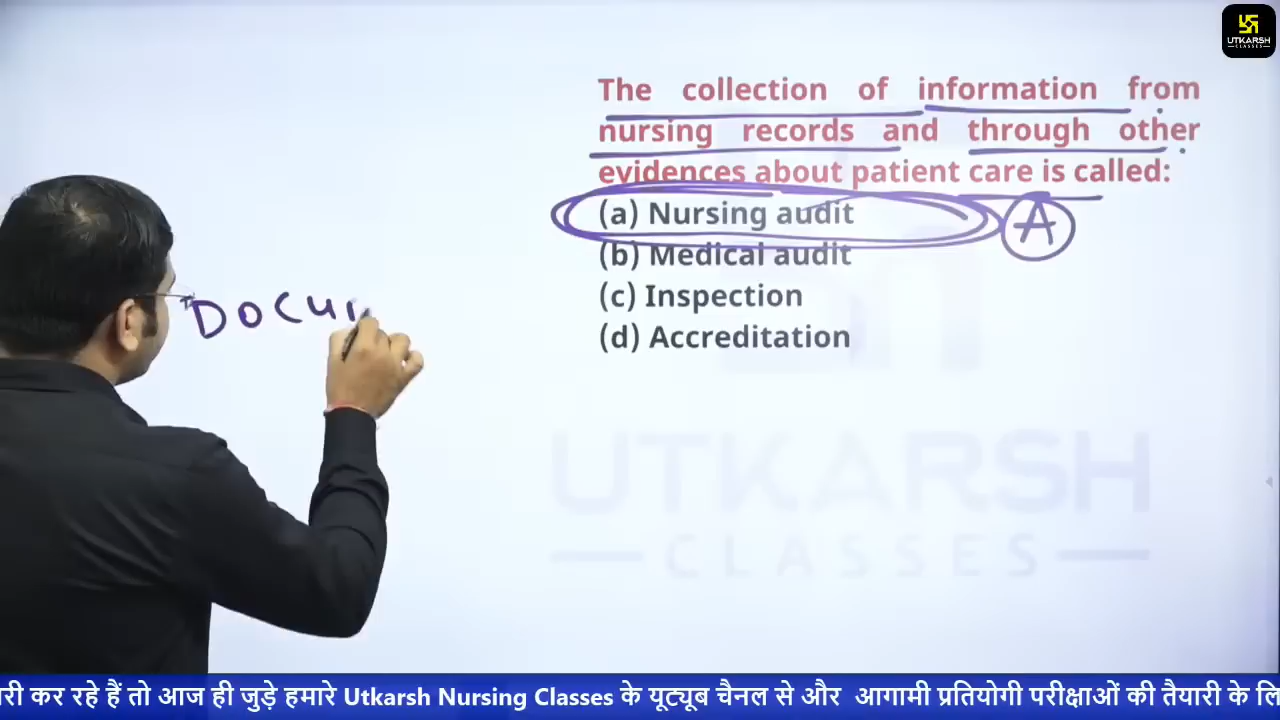 UTKARSH
CLASSES
The collection of information from
nursing records and through other
evidences about patient care is called:
(a) Nursing audit
A
(b) Medical audit
(c) Inspection
(d) Accreditation
DOCU
UTKARSH
CLASSES
री कर रहे हैं तो आज ही जुड़े हमारे Utkarsh Nursing Classes के यूट्यूब चैनल से और आगामी प्रतियोगी परीक्षाओं की तैयारी के लि